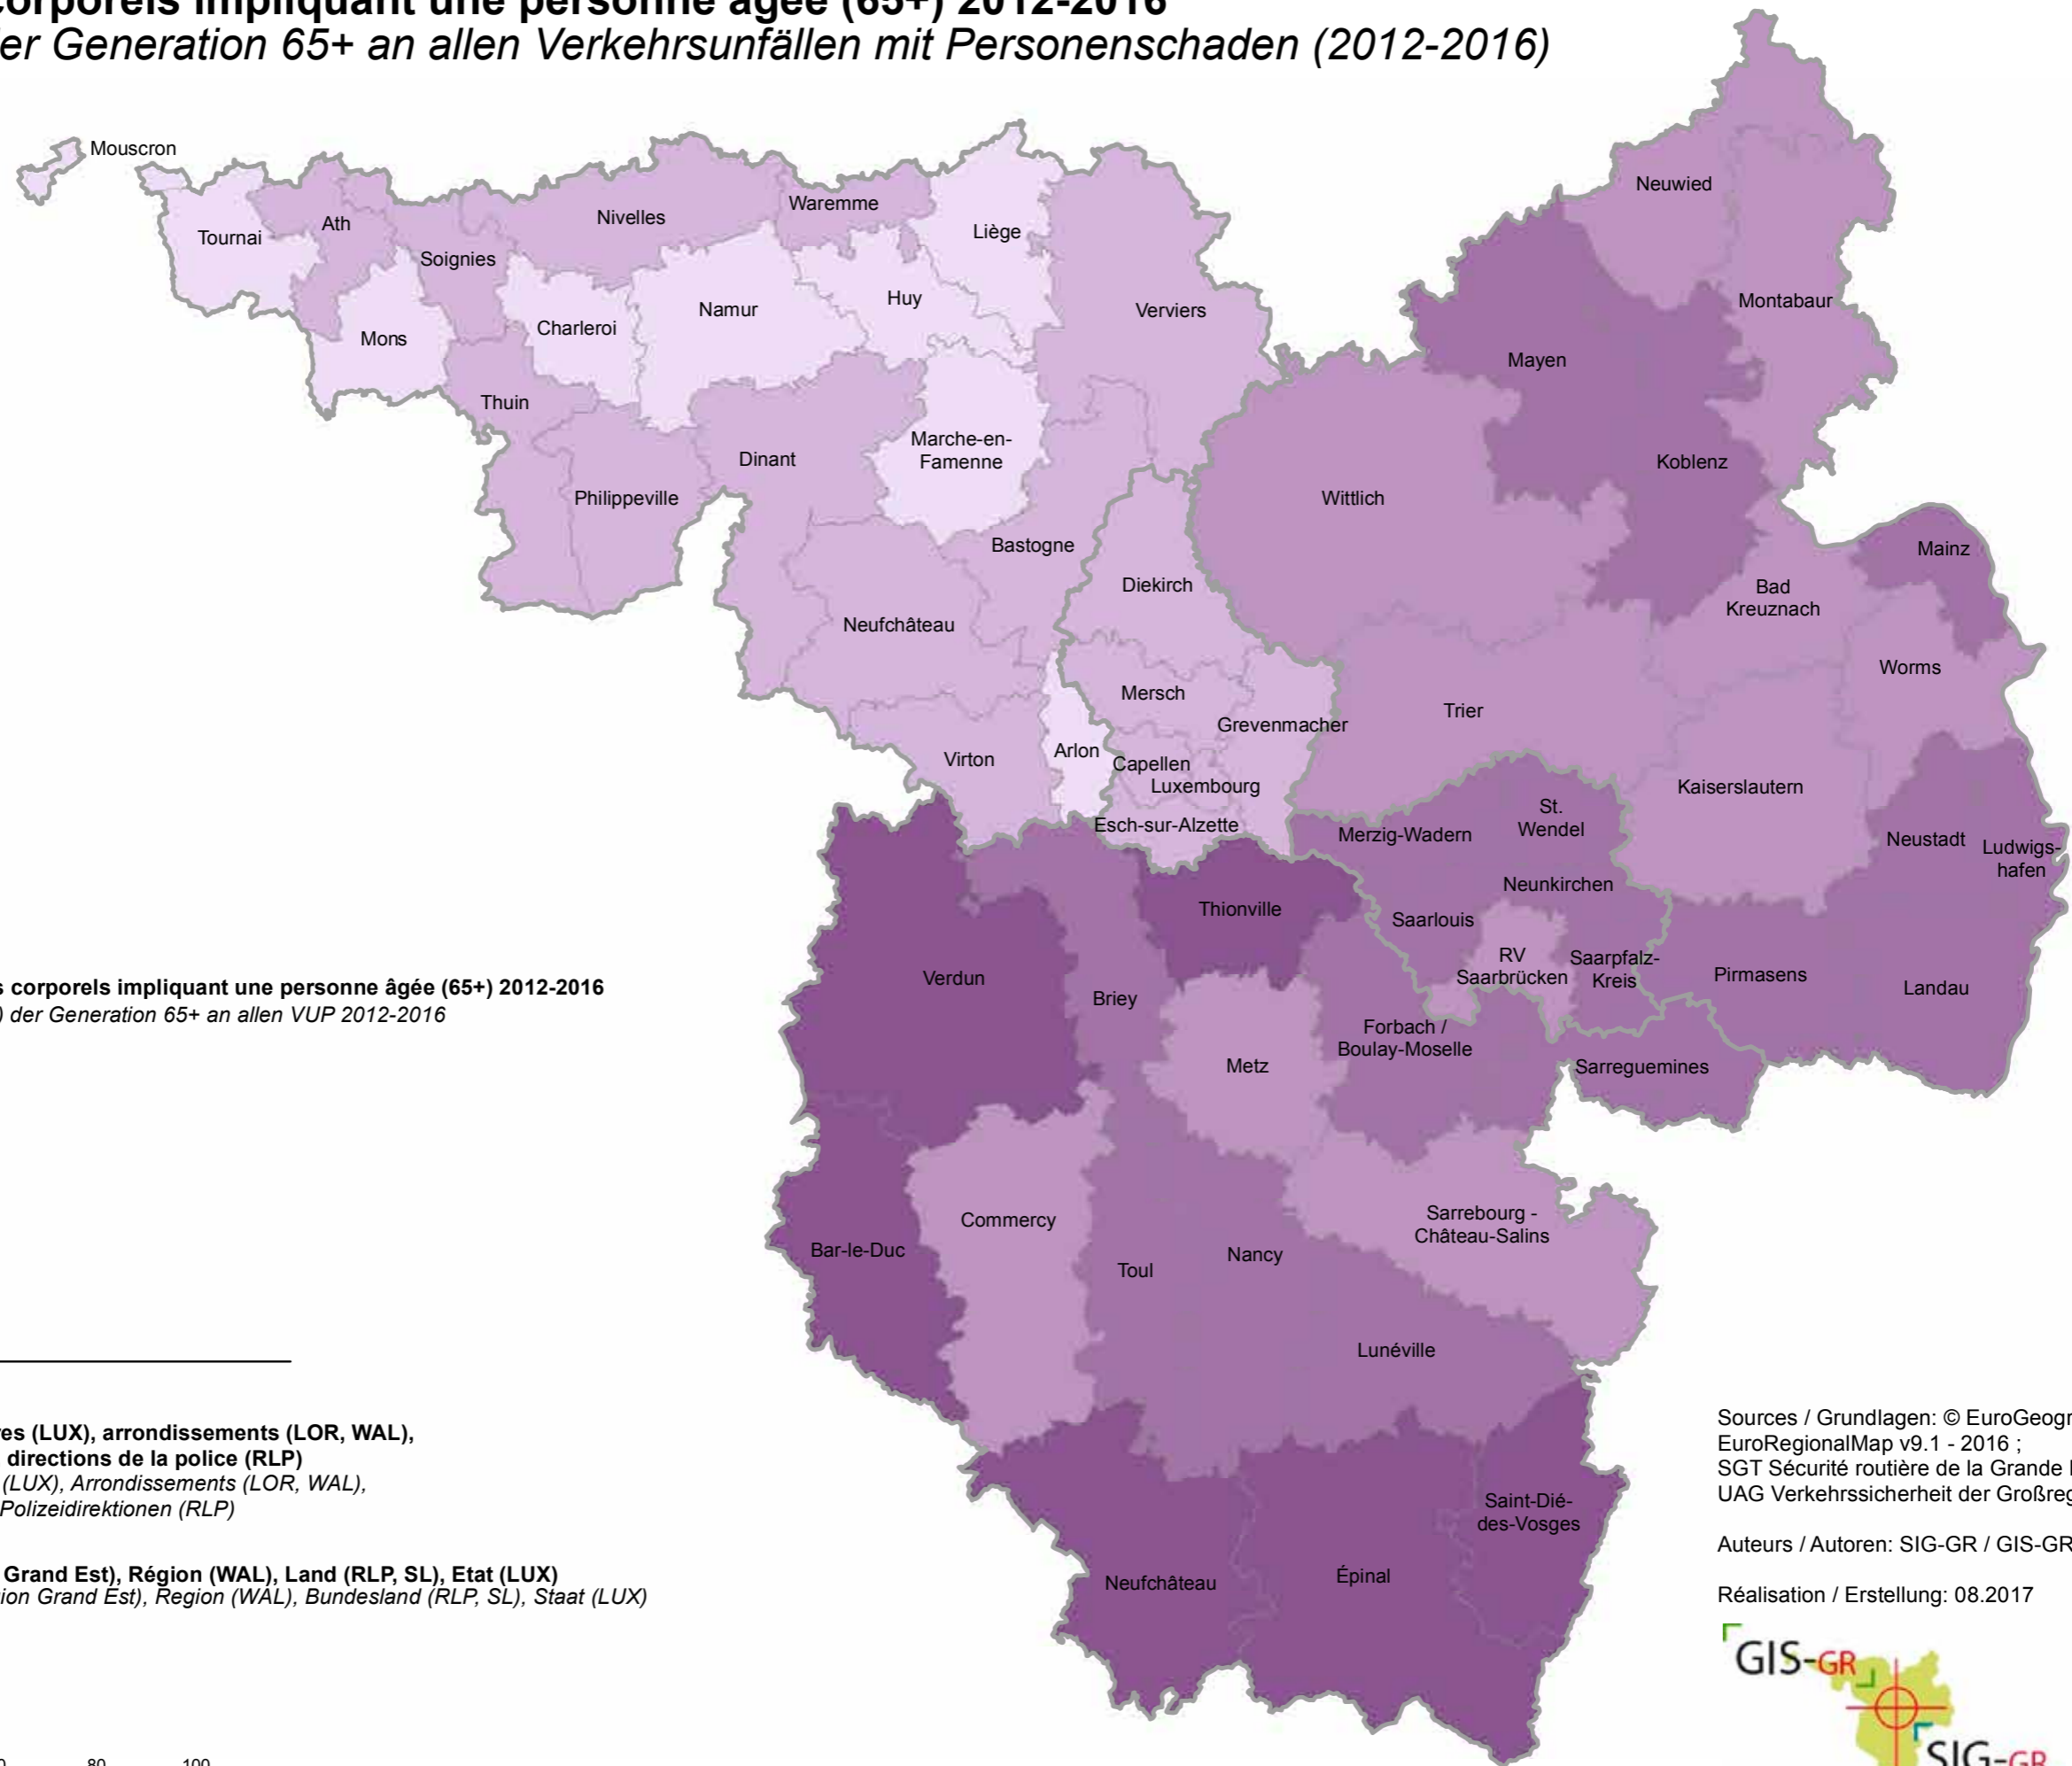 corporels impliquant une personne âgée (65+) 2012-2016
der Generation 65+ an allen Verkehrsunfällen mit Personenschaden (2012-2016)
Mouscron
Tournai
Ath
Soignies
Nivelles
Waremme
Liège
Mons
Charleroi
Namur
Huy
Verviers
Thuin
Philippeville
Dinant
Marche-en-
Famenne
Bastogne
Neufchâteau
Virton
Arlon
Diekirch
Mersch
Grevenmacher
Capellen
Luxembourg
Esch-sur-Alzette
Neuwied
Montabaur
Mayen
Koblenz
Wittlich
Mainz
Bad
Kreuznach
Worms
Trier
Kaiserslautern
Neustadt
Ludwigs-
hafen
Merzig-Wadern
St.
Wendel
Neunkirchen
Saarlouis
RV
Saarbrücken
Saarpfalz-
Kreis
Pirmasens
Landau
Thionville
Verdun
Briey
Metz
Forbach /
Boulay-Moselle
Sarreguemines
Commercy
Bar-le-Duc
Toul
Nancy
Sarrebourg -
Château-Salins
Lunéville
Neufchâteau
Épinal
Saint-Dié-
des-Vosges
s corporels impliquant une personne âgée (65+) 2012-2016
) der Generation 65+ an allen VUP 2012-2016
res (LUX), arrondissements (LOR, WAL),
directions de la police (RLP)
(LUX), Arrondissements (LOR, WAL),
Polizeidirektionen (RLP)
Grand Est), Région (WAL), Land (RLP, SL), Etat (LUX)
ion Grand Est), Region (WAL), Bundesland (RLP, SL), Staat (LUX)
80 100
Sources / Grundlagen: © EuroGeogr
EuroRegionalMap v9.1 - 2016 ;
SGT Sécurité routière de la Grande
UAG Verkehrssicherheit der Großreg
Auteurs / Autoren: SIG-GR / GIS-GR
Réalisation / Erstellung: 08.2017
GIS-GR
SIG-GR